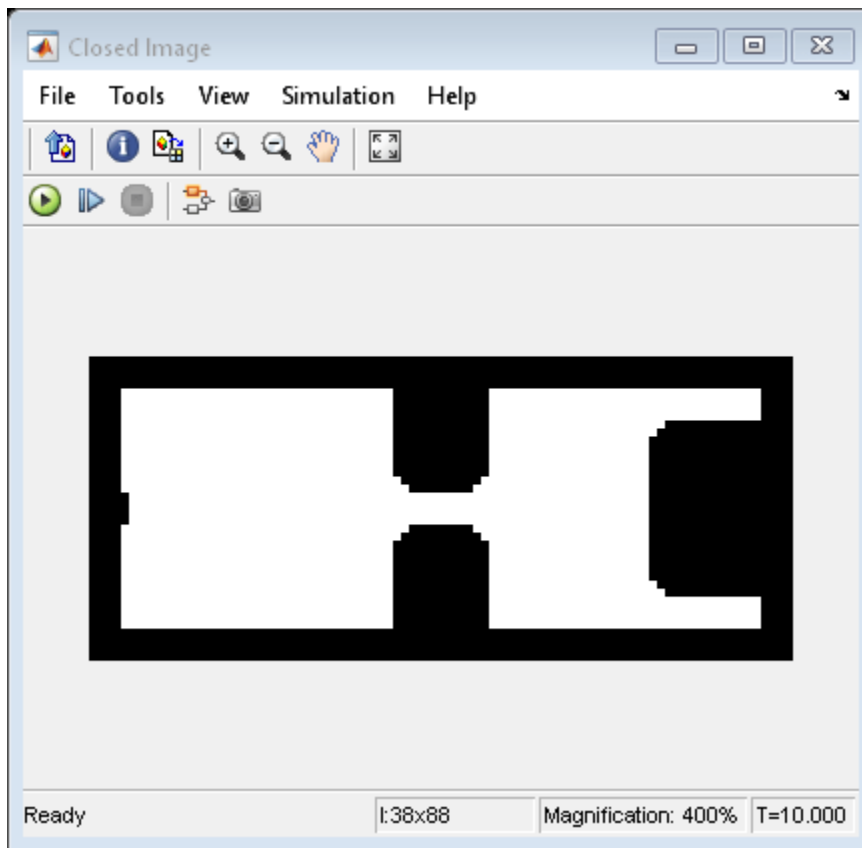 Closed Image
File Tools View Simulation Help
Ready I:38x88 Magnification: 400% T=10.000